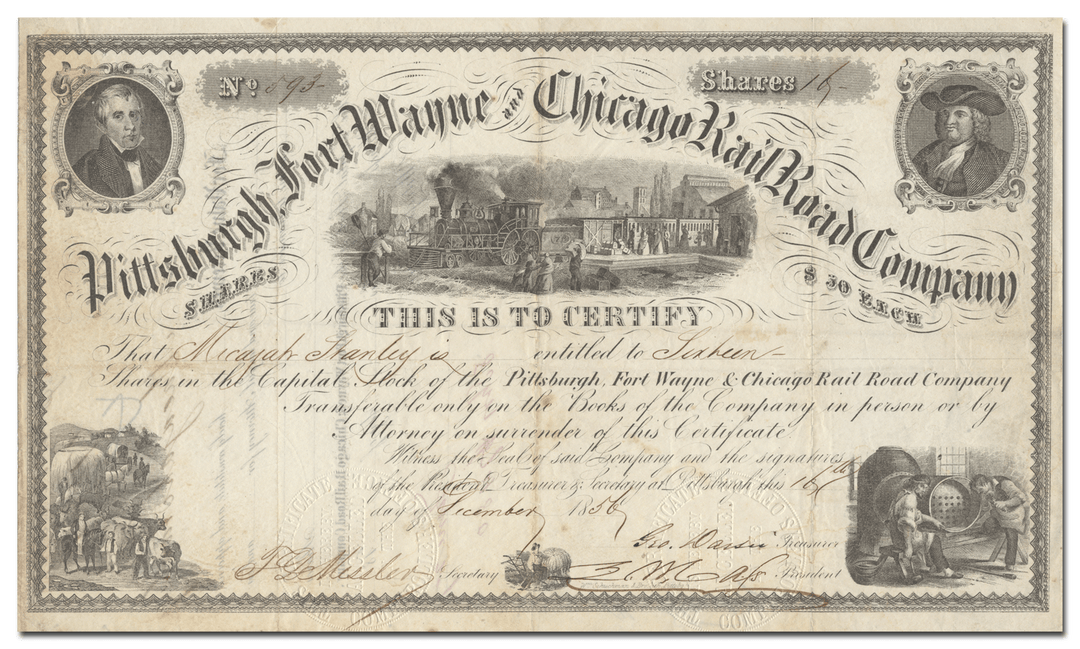 No 593
Shares 16
Pittsburgh, Fort Wayne and Chicago Rail Road Company
SHARES $50 EACH
THIS IS TO CERTIFY
That Micajah Stanley is entitled to Sixteen
Shares in the Capital Stock of the Pittsburgh, Fort Wayne & Chicago Rail Road Company
Transferable only on the Books of the Company in person or by
Attorney on surrender of this Certificate.
Witness the Seal of said Company and the signatures
of the President Treasurer & Secretary at Pittsburgh this 16
day of December 1856
Treasurer
Secretary
President